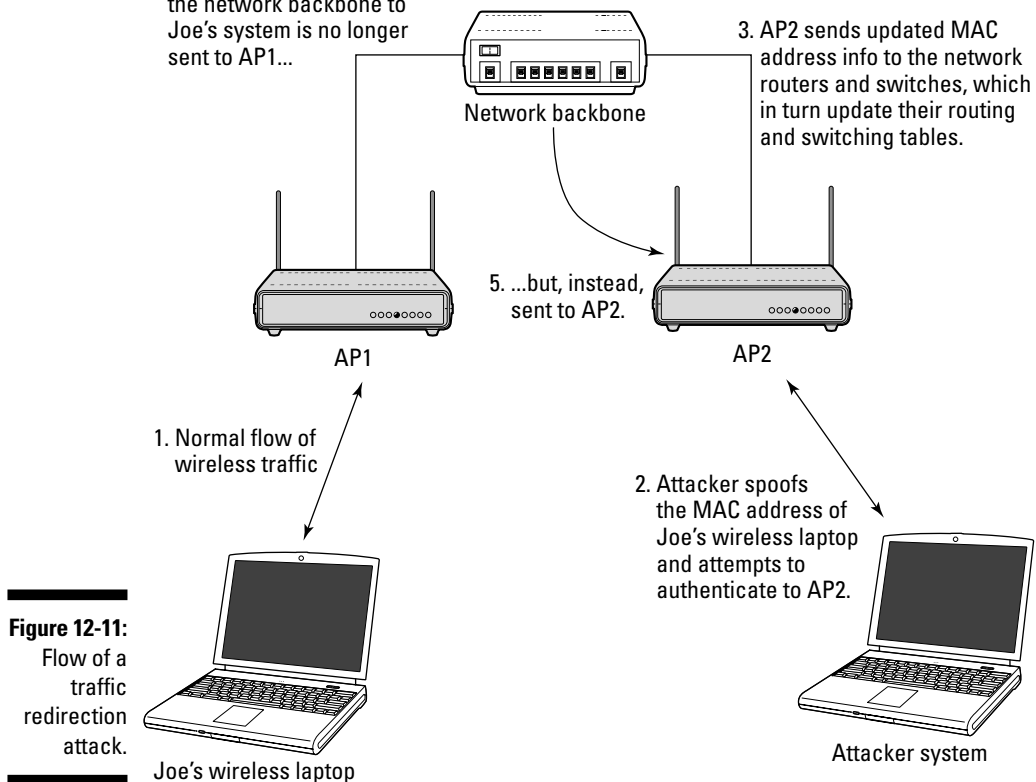 the network backbone to
Joe's system is no longer
sent to AP1...
Network backbone
3. AP2 sends updated MAC
address info to the network
routers and switches, which
in turn update their routing
and switching tables.
5. ...but, instead,
sent to AP2.
AP1
AP2
1. Normal flow of
wireless traffic
2. Attacker spoofs
the MAC address of
Joe's wireless laptop
and attempts to
authenticate to AP2.
Figure 12-11:
Flow of a
traffic
redirection
attack.
Joe's wireless laptop
Attacker system